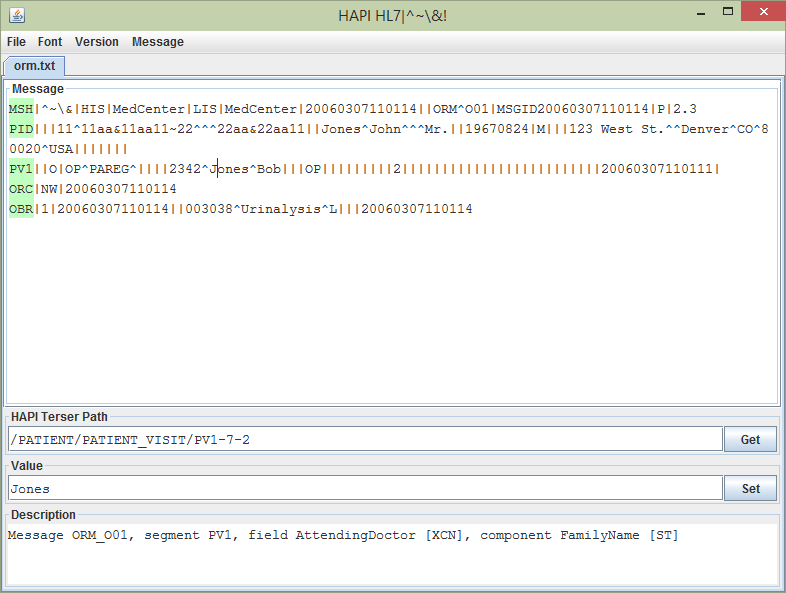 HAPI HL7|^~\&!
File Font Version Message
orm.txt
Message
MSH|^~\&|HIS|MedCenter|LIS|MedCenter|20060307110114||ORM^O01|MSGID20060307110114|P|2.3
PID|||11^11aa&11aa11~22^^^22aa&22aa11||Jones^John^^^Mr.||19670824|M|||123 West St.^^Denver^CO^8
0020^USA|||||||
PV1||O|OP^PAREG^||||2342^Jones^Bob|||OP|||||||||2|||||||||||||||||||||||||20060307110111|
ORC|NW|20060307110114
OBR|1|20060307110114||003038^Urinalysis^L|||20060307110114
HAPI Terser Path
/PATIENT/PATIENT_VISIT/PV1-7-2 Get
Value
Jones Set
Description
Message ORM_O01, segment PV1, field AttendingDoctor [XCN], component FamilyName [ST]